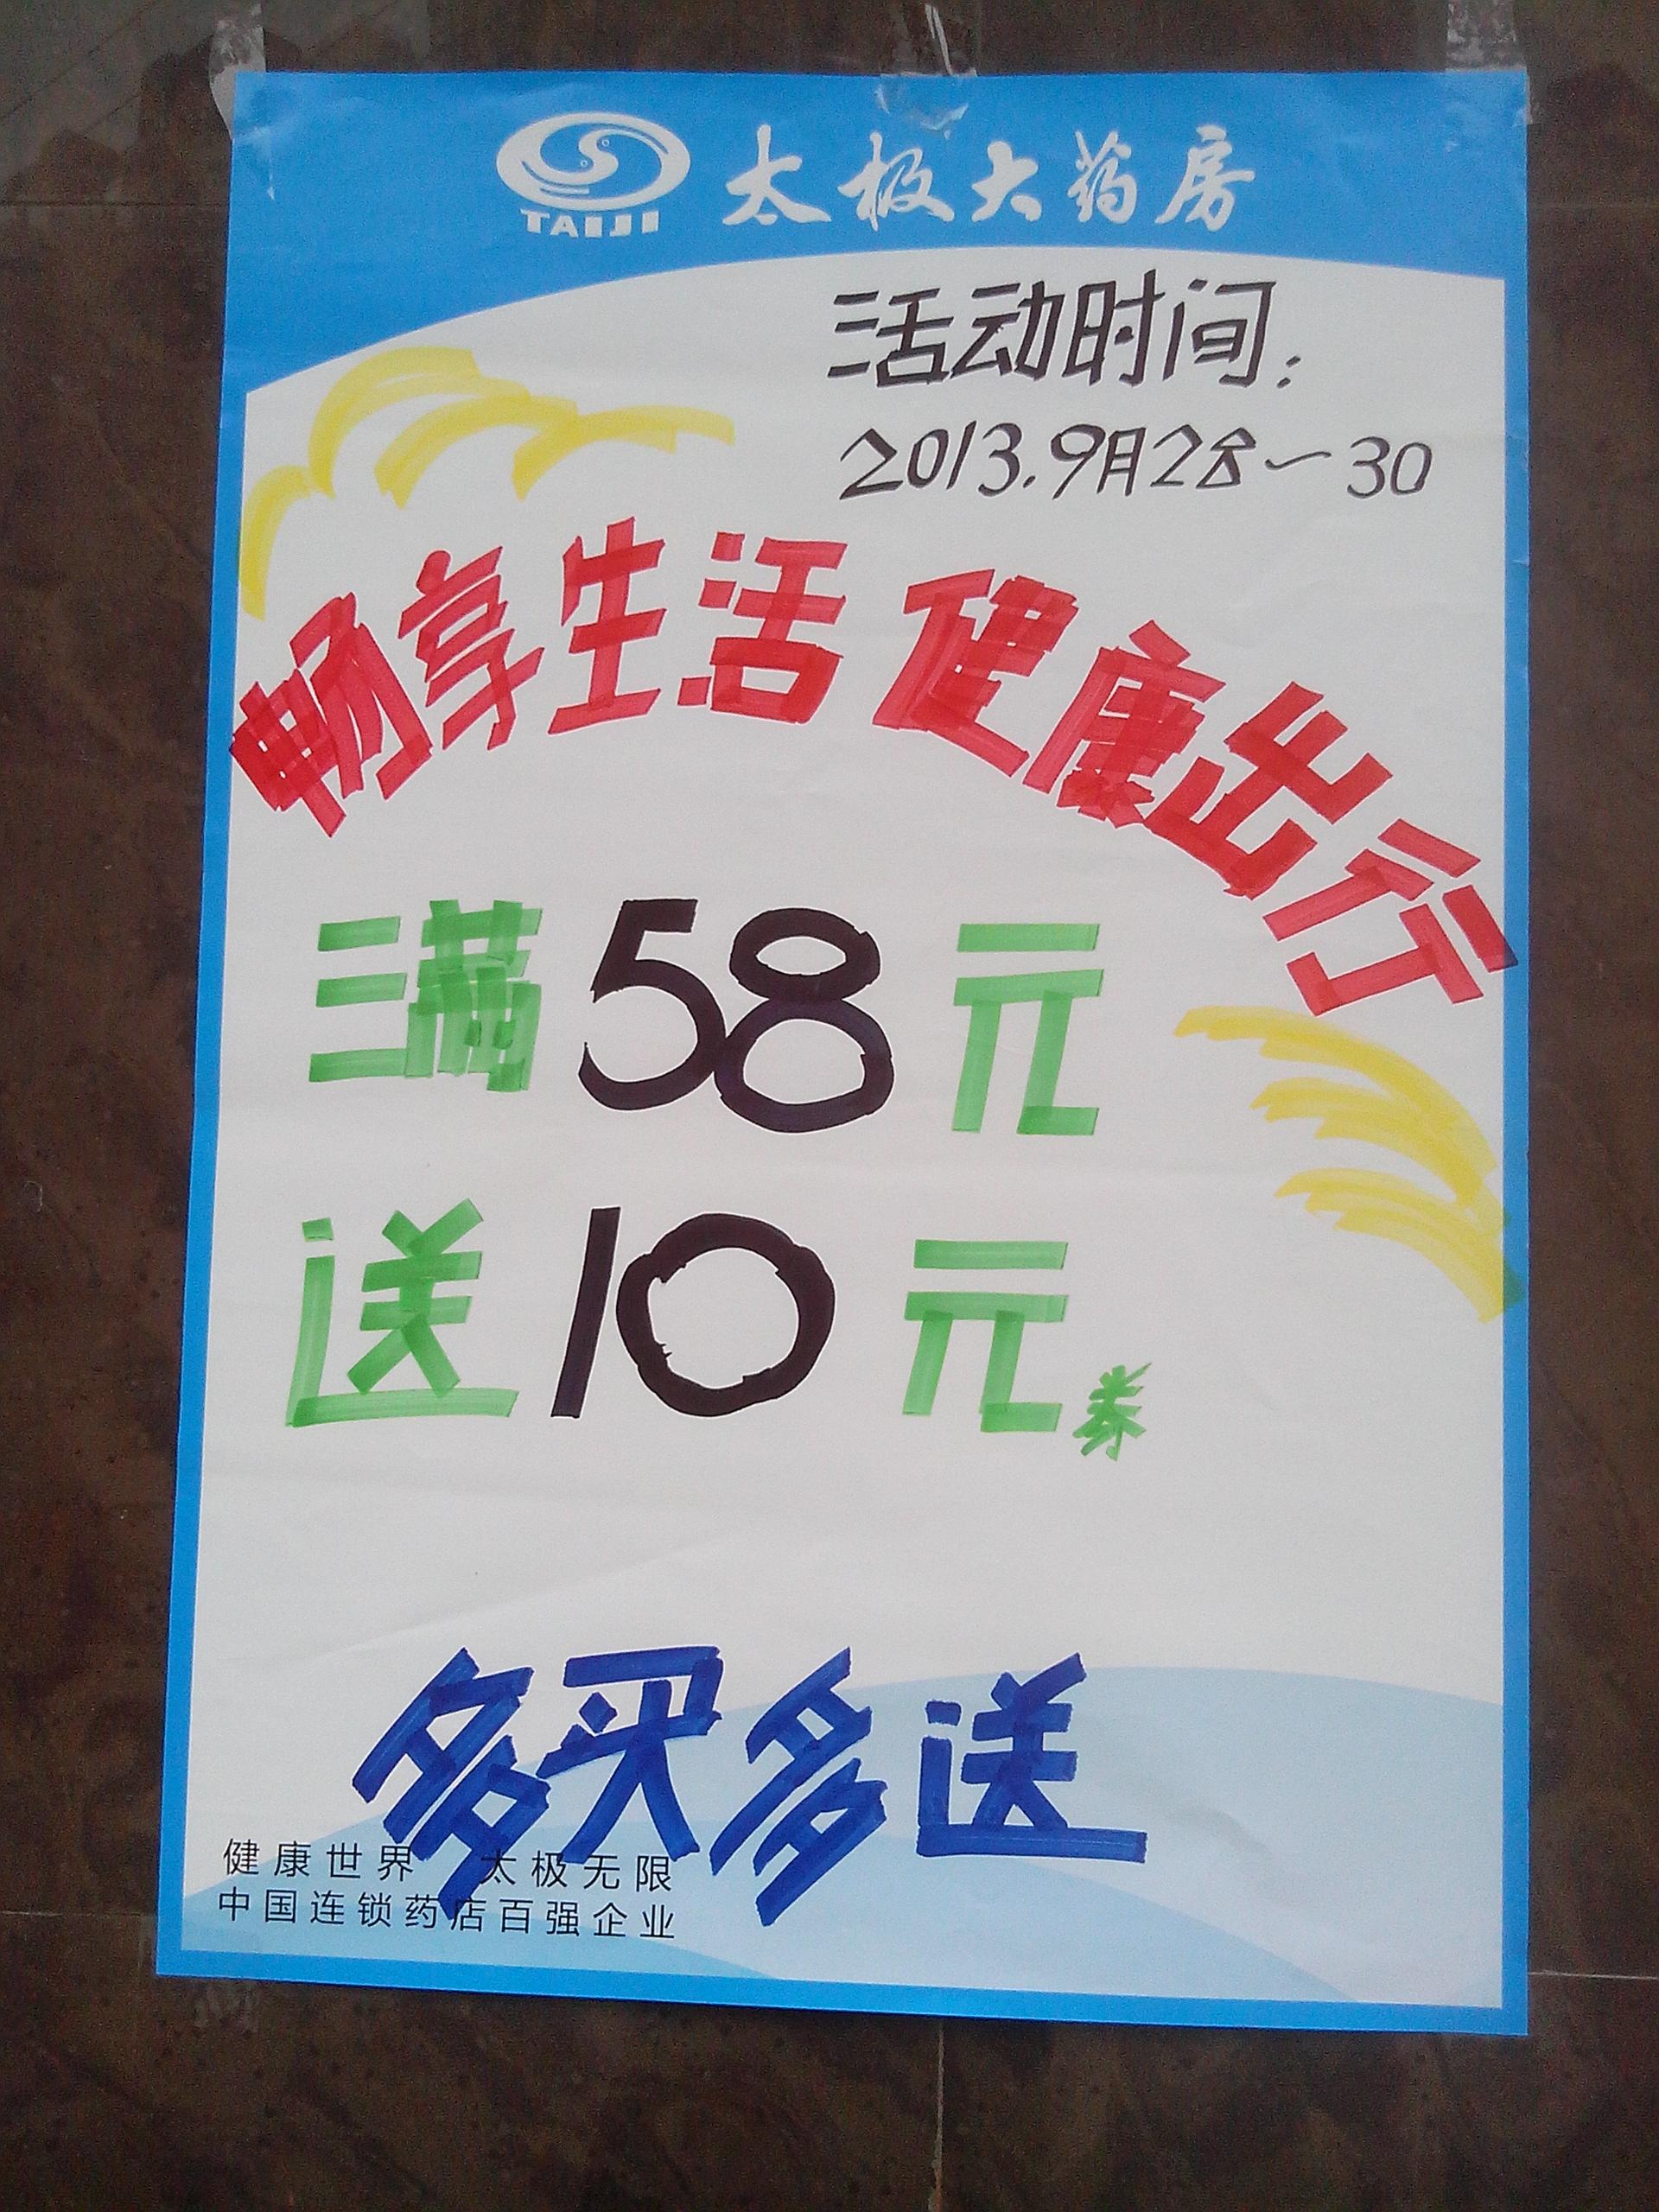 TAIJI 太极大药房
活动时间:
2013.9月28~30
畅享生活 健康出行
满58元
送10元券
多买多送
健康世界 太极无限
中国连锁药店百强企业